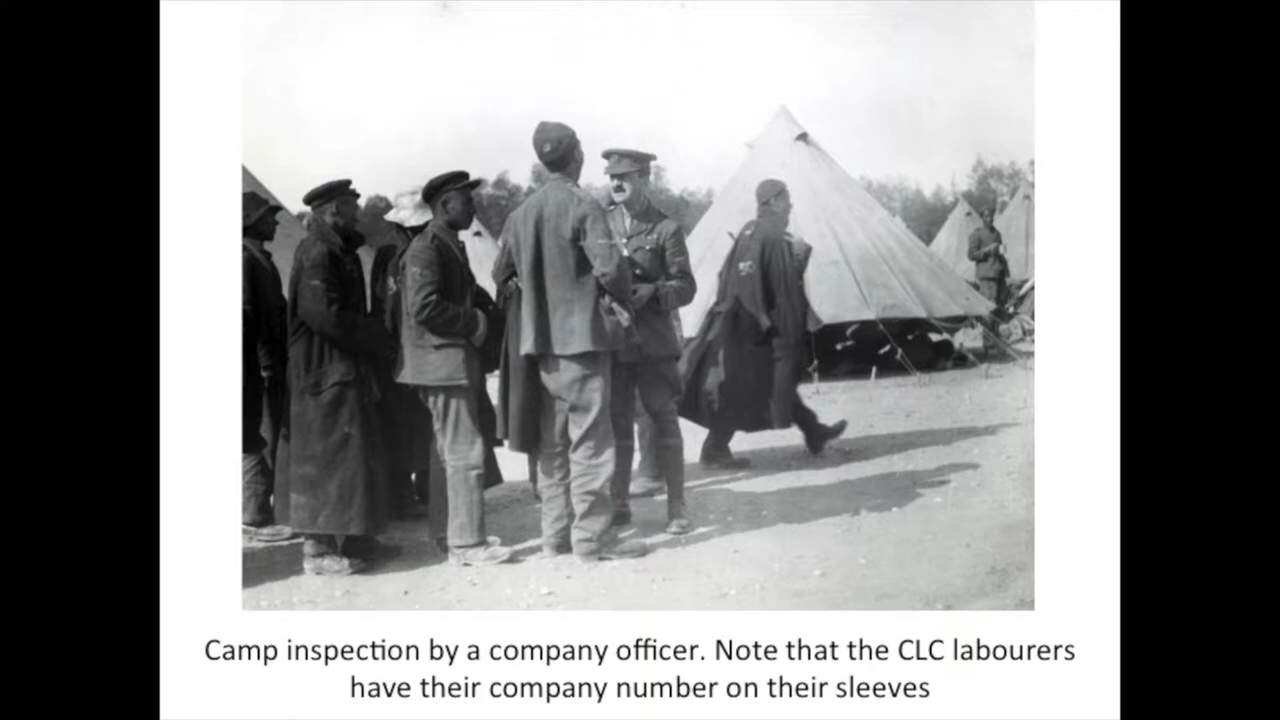 Camp inspection by a company officer. Note that the CLC labourers
have their company number on their sleeves